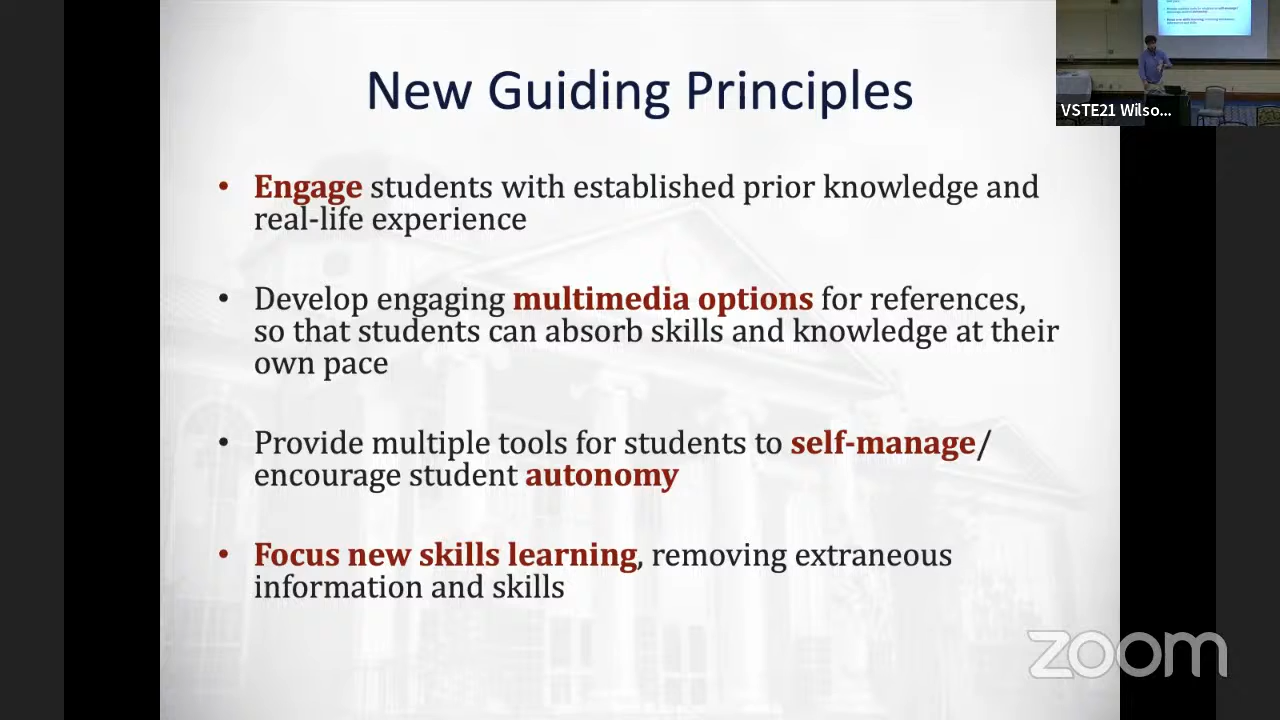 New Guiding Principles
• Engage students with established prior knowledge and
real-life experience
• Develop engaging multimedia options for references,
so that students can absorb skills and knowledge at their
own pace
• Provide multiple tools for students to self-manage/
encourage student autonomy
• Focus new skills learning, removing extraneous
information and skills
VSTE21 Wilso...
zoom